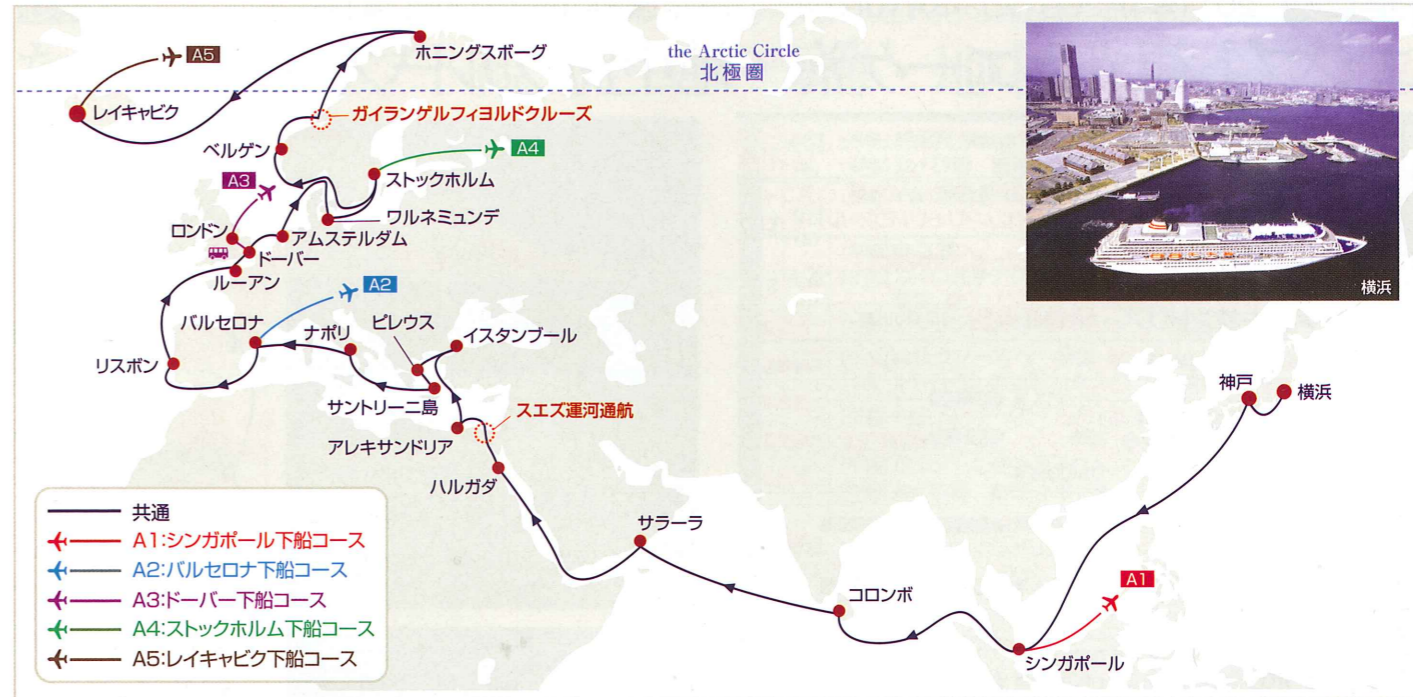 ホニングスボーグ
the Arctic Circle
北極圏
A5
レイキャビク
ガイランゲルフィヨルドクルーズ
ベルゲン
A4
ストックホルム
A3
ワルネミュンデ
ロンドン
アムステルダム
ドーバー
ルーアン
A2
バルセロナ
ナポリ
ピレウス
イスタンブール
リスボン
サントリーニ島
スエズ運河通航
アレキサンドリア
ハルガダ
サラーラ
コロンボ
A1
シンガポール
神戸
横浜
横浜
共通
A1:シンガポール下船コース
A2:バルセロナ下船コース
A3:ドーバー下船コース
A4:ストックホルム下船コース
A5:レイキャビク下船コース